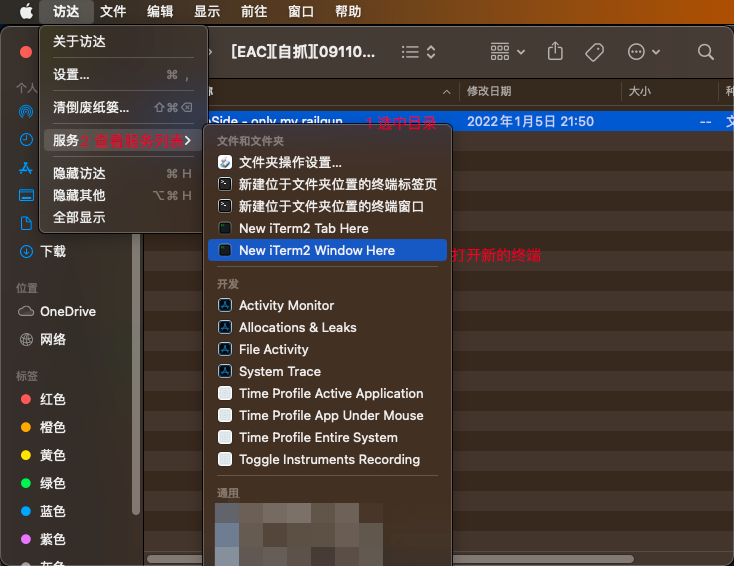 访达 文件 编辑 显示 前往 窗口 帮助
关于访达
设置... ⌘ ,
清倒废纸篓... ⇧⌘⌫
服务
2 查看服务列表
隐藏访达 ⌘ H
隐藏其他 ⌥⌘ H
全部显示
[EAC][自抓][09110...
个人
修改日期
大小
Side - only my railgun
1 选中目录
2022年1月5日 21:50
--
下载
位置
OneDrive
网络
标签
红色
橙色
黄色
绿色
蓝色
紫色
灰色
文件和文件夹
文件夹操作设置...
新建位于文件夹位置的终端标签页
新建位于文件夹位置的终端窗口
New iTerm2 Tab Here
New iTerm2 Window Here
打开新的终端
开发
Activity Monitor
Allocations & Leaks
File Activity
System Trace
Time Profile Active Application
Time Profile App Under Mouse
Time Profile Entire System
Toggle Instruments Recording
通用